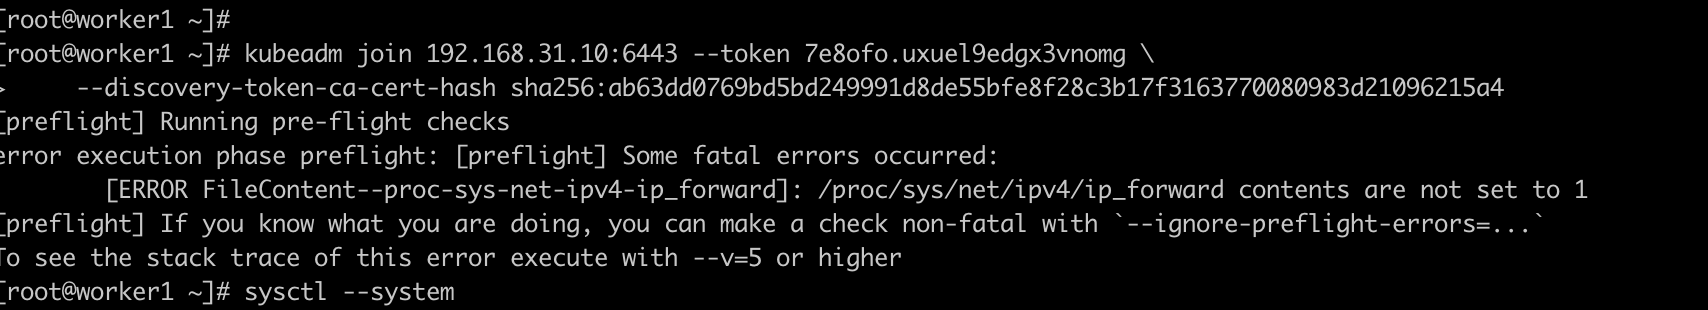 [root@worker1 ~]#
[root@worker1 ~]# kubeadm join 192.168.31.10:6443 --token 7e8ofo.uxuel9edgx3vnomg \
>     --discovery-token-ca-cert-hash sha256:ab63dd0769bd5bd249991d8de55bfe8f28c3b17f3163770080983d21096215a4
[preflight] Running pre-flight checks
error execution phase preflight: [preflight] Some fatal errors occurred:
        [ERROR FileContent--proc-sys-net-ipv4-ip_forward]: /proc/sys/net/ipv4/ip_forward contents are not set to 1
[preflight] If you know what you are doing, you can make a check non-fatal with `--ignore-preflight-errors=...`
To see the stack trace of this error execute with --v=5 or higher
[root@worker1 ~]# sysctl --system